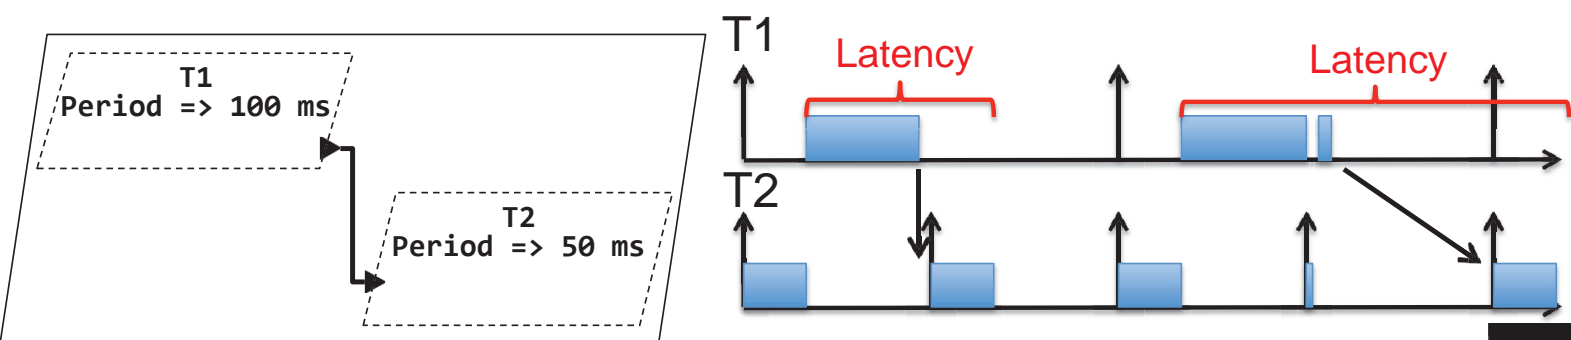 T1
Period => 100 ms
T2
Period => 50 ms
T1
Latency
Latency
T2